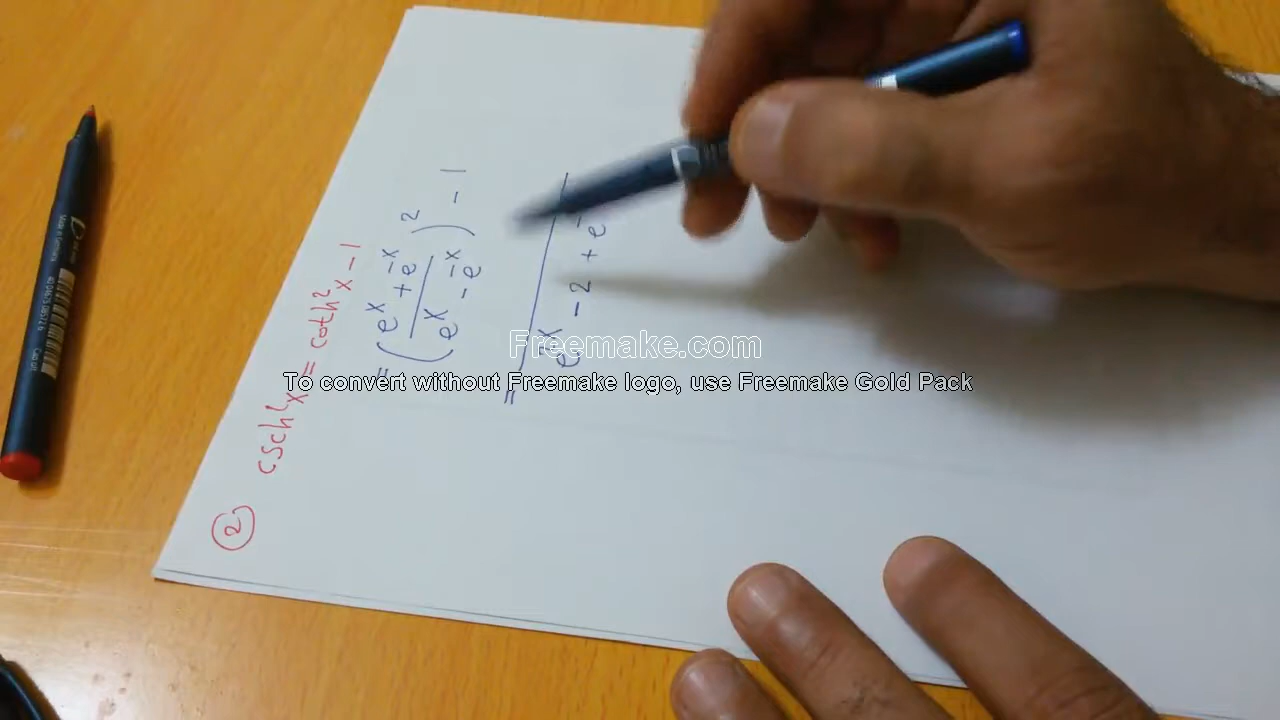 ② csch²x = coth²x - 1
= ((eˣ + e⁻ˣ)/(eˣ - e⁻ˣ))² - 1
= /(e²ˣ - 2 + e⁻
Freemake.com
To convert without Freemake logo, use Freemake Gold Pack